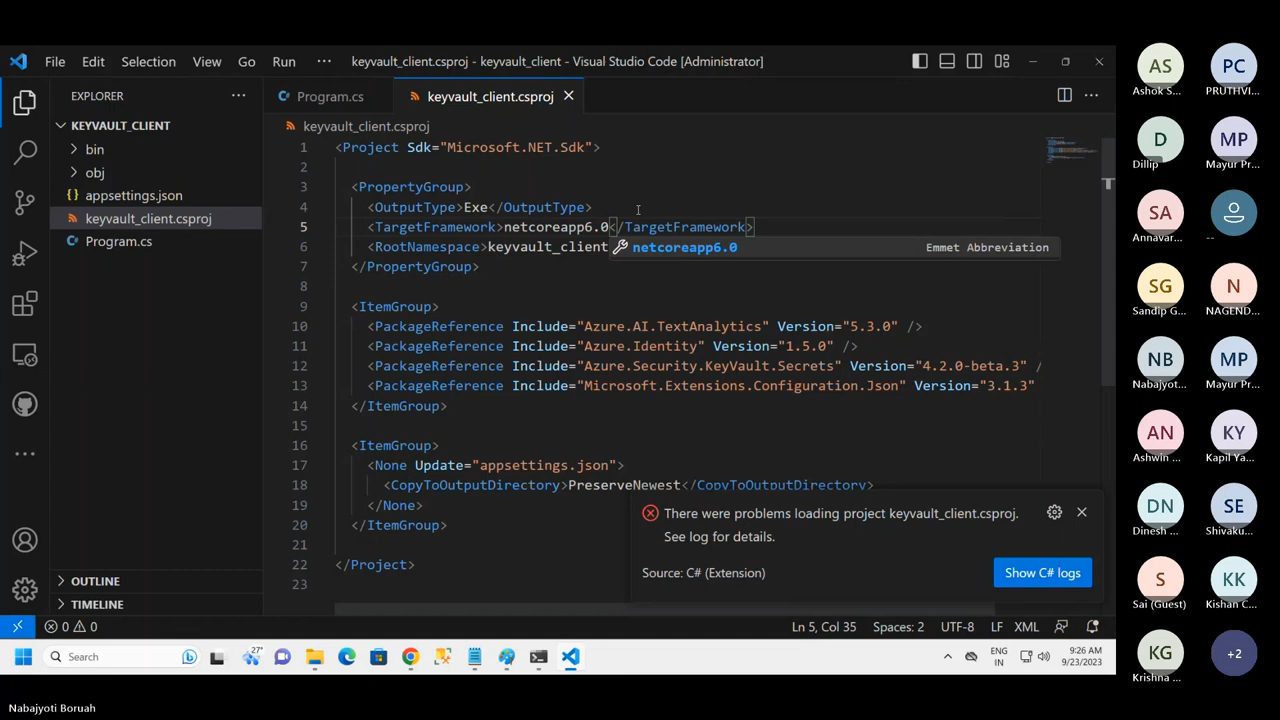 File Edit Selection View Go Run ··· keyvault_client.csproj - keyvault_client - Visual Studio Code [Administrator]
EXPLORER ···
KEYVAULT_CLIENT
bin
obj
{} appsettings.json
keyvault_client.csproj
Program.cs
OUTLINE
TIMELINE
Program.cs keyvault_client.csproj
keyvault_client.csproj
1 <Project Sdk="Microsoft.NET.Sdk">
2
3 <PropertyGroup>
4 <OutputType>Exe</OutputType>
5 <TargetFramework>netcoreapp6.0</TargetFramework>
6 <RootNamespace>keyvault_client
netcoreapp6.0 Emmet Abbreviation
7 </PropertyGroup>
8
9 <ItemGroup>
10 <PackageReference Include="Azure.AI.TextAnalytics" Version="5.3.0" />
11 <PackageReference Include="Azure.Identity" Version="1.5.0" />
12 <PackageReference Include="Azure.Security.KeyVault.Secrets" Version="4.2.0-beta.3" /
13 <PackageReference Include="Microsoft.Extensions.Configuration.Json" Version="3.1.3"
14 </ItemGroup>
15
16 <ItemGroup>
17 <None Update="appsettings.json">
18 <CopyToOutputDirectory>PreserveNewest</CopyToOutputDirectory>
19 </None>
20 </ItemGroup>
21
22 </Project>
23
There were problems loading project keyvault_client.csproj.
See log for details.
Source: C# (Extension) Show C# logs
0 0 Ln 5, Col 35 Spaces: 2 UTF-8 LF XML
Search 27° ENG IN 9:26 AM 9/23/2023
AS PC
Ashok S... PRUTHVI...
D MP
Dillip Mayur Pr...
SA
Annavar... --
SG N
Sandip G... NAGEND...
NB MP
Nabajyot... Mayur Pr...
AN KY
Ashwin ... Kapil Ya...
DN SE
Dinesh ... Shivaku...
S KK
Sai (Guest) Kishan C...
KG +2
Krishna ...
Nabajyoti Boruah